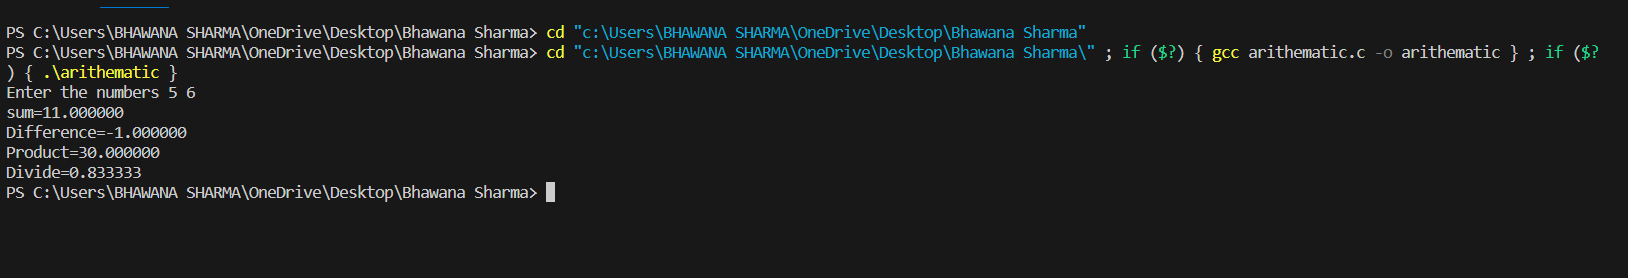 PS C:\Users\BHAWANA SHARMA\OneDrive\Desktop\Bhawana Sharma> cd "c:\Users\BHAWANA SHARMA\OneDrive\Desktop\Bhawana Sharma"
PS C:\Users\BHAWANA SHARMA\OneDrive\Desktop\Bhawana Sharma> cd "c:\Users\BHAWANA SHARMA\OneDrive\Desktop\Bhawana Sharma\" ; if ($?) { gcc arithematic.c -o arithematic } ; if ($?
) { .\arithematic }
Enter the numbers 5 6
sum=11.000000
Difference=-1.000000
Product=30.000000
Divide=0.833333
PS C:\Users\BHAWANA SHARMA\OneDrive\Desktop\Bhawana Sharma>